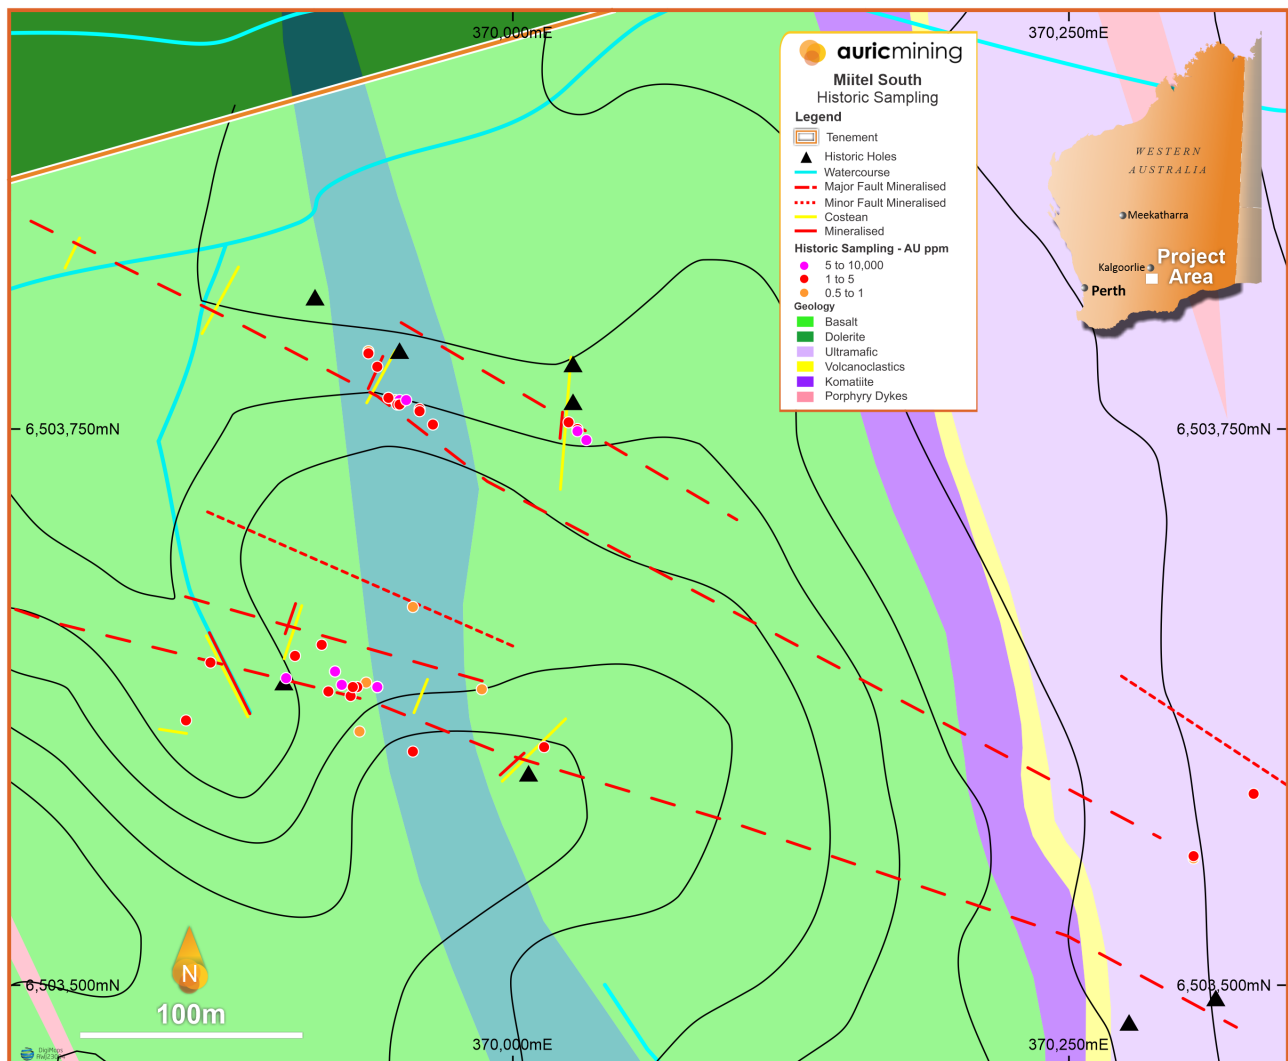 370,000mE
370,250mE
auricmining
Miitel South
Historic Sampling
Legend
Tenement
Historic Holes
Watercourse
Major Fault Mineralised
Minor Fault Mineralised
Costean
Mineralised
Historic Sampling - AU ppm
5 to 10,000
1 to 5
0.5 to 1
Geology
Basalt
Dolerite
Ultramafic
Volcanoclastics
Komatiite
Porphyry Dykes
WESTERN
AUSTRALIA
Meekatharra
Kalgoorlie
Project
Area
Perth
6,503,750mN
6,503,750mN
N
100m
6,503,500mN
6,503,500mN
370,000mE
370,250mE
DigiMaps